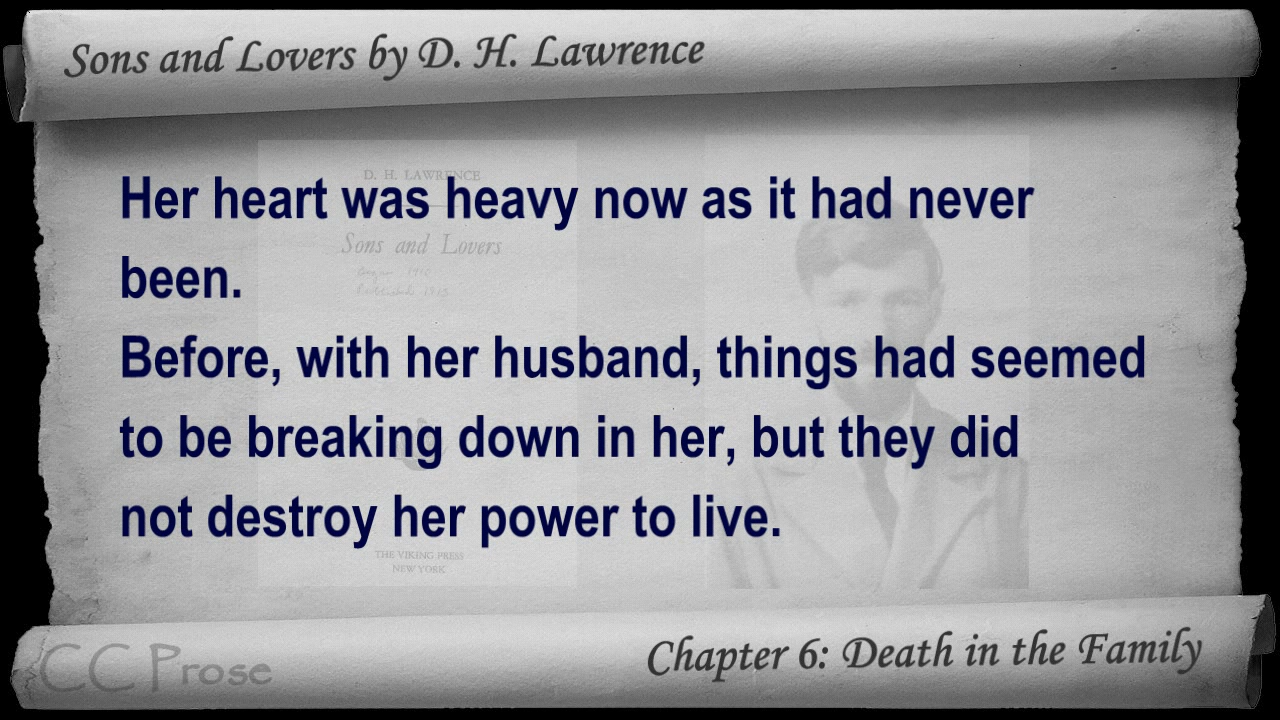 Sons and Lovers by D. H. Lawrence
D. H. LAWRENCE
Her heart was heavy now as it had never
Sons and Lovers
been.
Before, with her husband, things had seemed
to be breaking down in her, but they did
not destroy her power to live.
THE VIKING PRESS
NEW YORK
Chapter 6: Death in the Family
CC Prose